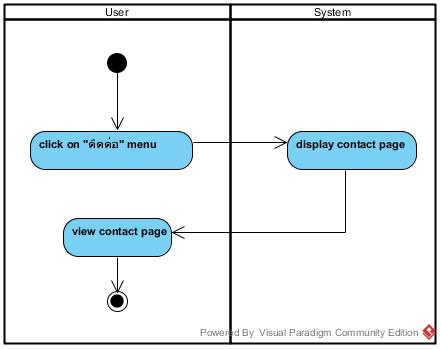 User
System
click on "ติดต่อ" menu
display contact page
view contact page
Powered By Visual Paradigm Community Edition